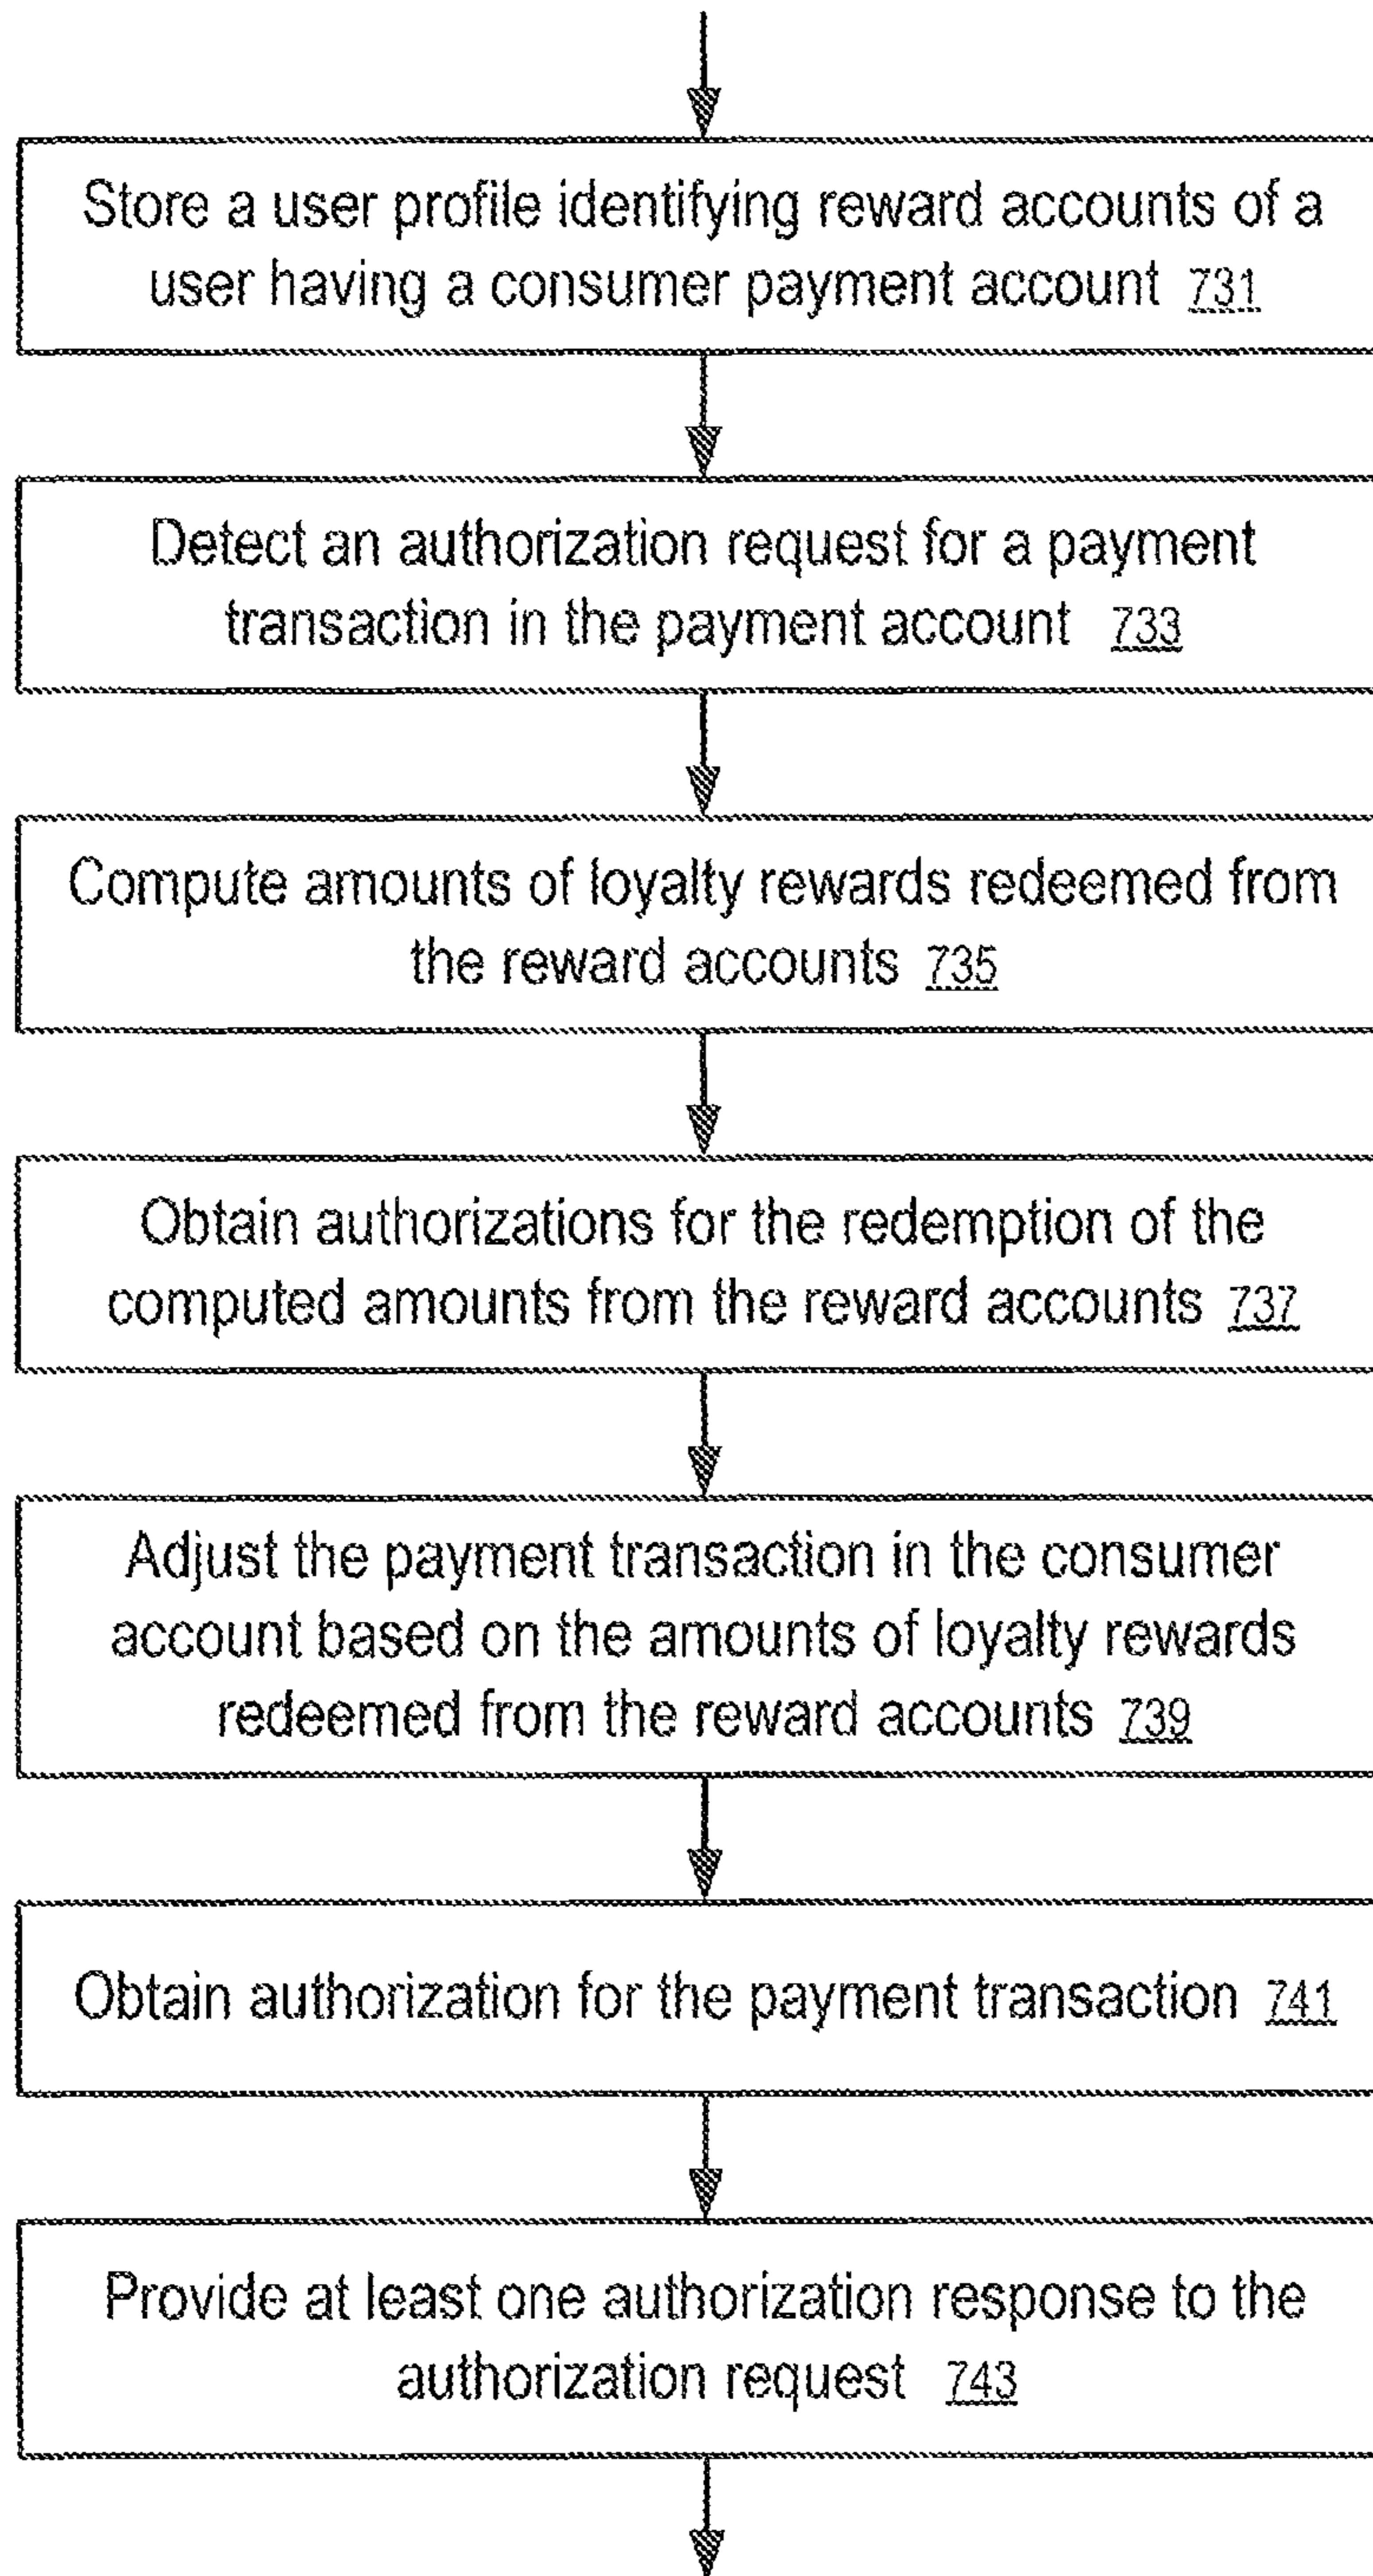 Store a user profile identifying reward accounts of a
user having a consumer payment account 731
Detect an authorization request for a payment
transaction in the payment account 733
Compute amounts of loyalty rewards redeemed from
the reward accounts 735
Obtain authorizations for the redemption of the
computed amounts from the reward accounts 737
Adjust the payment transaction in the consumer
account based on the amounts of loyalty rewards
redeemed from the reward accounts 739
Obtain authorization for the payment transaction 741
Provide at least one authorization response to the
authorization request 743